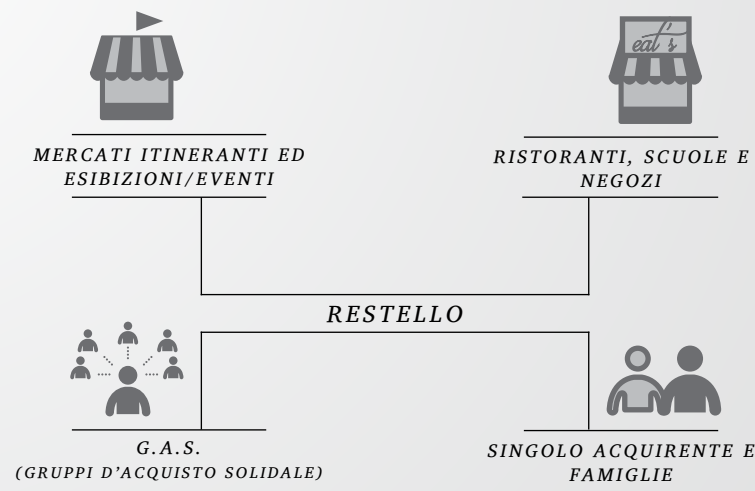 eat's
MERCATI ITINERANTI ED
ESIBIZIONI/EVENTI
RISTORANTI, SCUOLE E
NEGOZI
RESTELLO
G.A.S.
(GRUPPI D'ACQUISTO SOLIDALE)
SINGOLO ACQUIRENTE E
FAMIGLIE